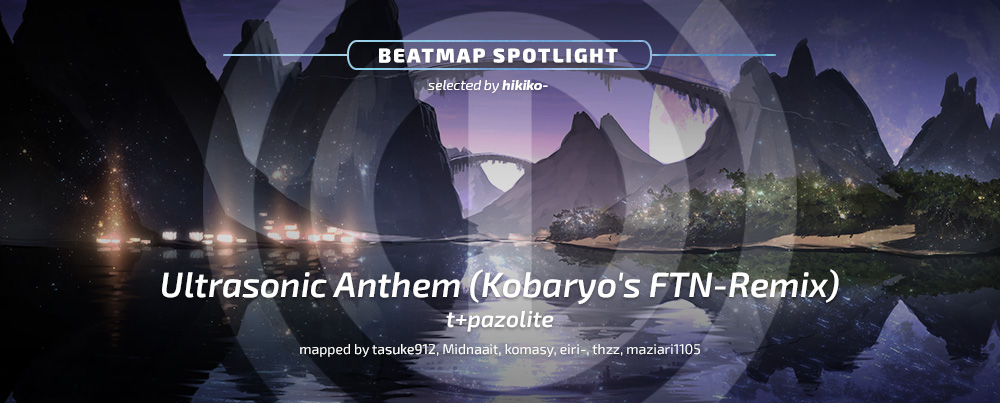 BEATMAP SPOTLIGHT
selected by hikiko-
Ultrasonic Anthem (Kobaryo's FTN-Remix)
t+pazolite
mapped by tasuke912, Midnaait, komasy, eiri-, thzz, maziari1105